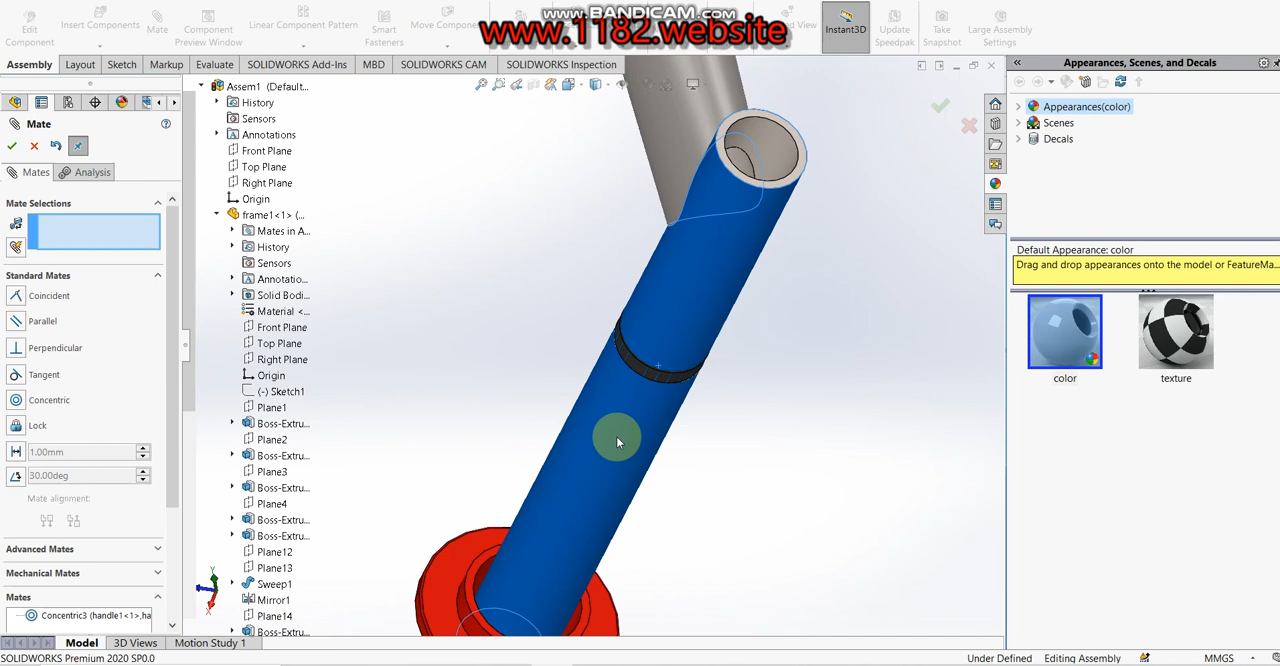 www.BANDICAM.com
www.1182.website
Edit Component
Insert Components
Mate
Component Preview Window
Linear Component Pattern
Smart Fasteners
Move Component
Instant3D
Update Speedpak
Take Snapshot
Large Assembly Settings
Assembly
Layout
Sketch
Markup
Evaluate
SOLIDWORKS Add-Ins
MBD
SOLIDWORKS CAM
SOLIDWORKS Inspection
Mate
Mates
Analysis
Mate Selections
Standard Mates
Coincident
Parallel
Perpendicular
Tangent
Concentric
Lock
1.00mm
30.00deg
Mate alignment:
Advanced Mates
Mechanical Mates
Mates
Concentric3 (handle1<1>,ha
Assem1 (Default...
History
Sensors
Annotations
Front Plane
Top Plane
Right Plane
Origin
frame1<1> (...
Mates in A...
History
Sensors
Annotatio...
Solid Bodi...
Material <...
Front Plane
Top Plane
Right Plane
Origin
(-) Sketch1
Plane1
Boss-Extru...
Plane2
Boss-Extru...
Plane3
Boss-Extru...
Plane4
Boss-Extru...
Boss-Extru...
Plane12
Plane13
Sweep1
Mirror1
Plane14
Boss-Extru...
Appearances, Scenes, and Decals
Appearances(color)
Scenes
Decals
Default Appearance: color
Drag and drop appearances onto the model or FeatureMa...
color
texture
Y
X
Model
3D Views
Motion Study 1
SOLIDWORKS Premium 2020 SP0.0
Under Defined
Editing Assembly
MMGS